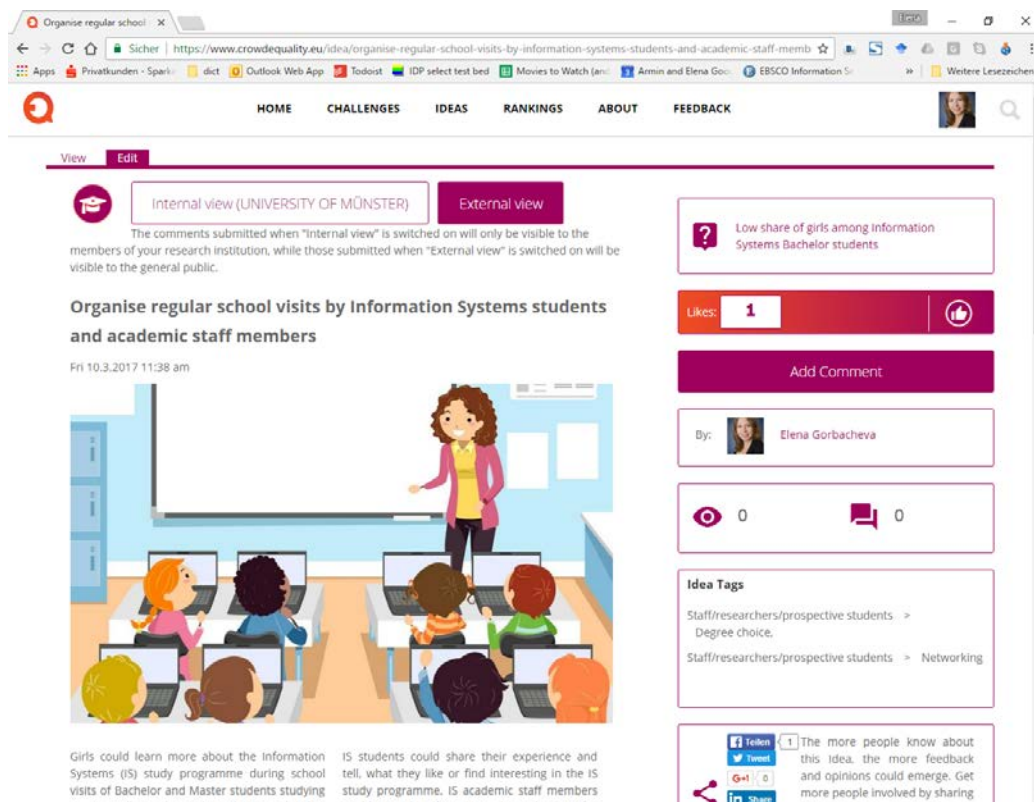 Organise regular school
Elena
Sicher | https://www.crowdequality.eu/idea/organise-regular-school-visits-by-information-systems-students-and-academic-staff-memb
Apps Privatkunden - Spark dict Outlook Web App Todoist IDP select test bed Movies to Watch (and Armin and Elena Goo EBSCO Information Se » Weitere Lesezeichen
HOME CHALLENGES IDEAS RANKINGS ABOUT FEEDBACK
View Edit
Internal view (UNIVERSITY OF MÜNSTER) External view
The comments submitted when "Internal view" is switched on will only be visible to the
members of your research institution, while those submitted when "External view" is switched on will be
visible to the general public.
Organise regular school visits by Information Systems students
and academic staff members
Fri 10.3.2017 11:38 am
Girls could learn more about the Information
Systems (IS) study programme during school
visits of Bachelor and Master students studying
IS students could share their experience and
tell, what they like or find interesting in the IS
study programme. IS academic staff members
Low share of girls among Information
Systems Bachelor students
Likes: 1
Add Comment
By: Elena Gorbacheva
0 0
Idea Tags
Staff/researchers/prospective students >
Degree choice,
Staff/researchers/prospective students > Networking
Teilen 1
Tweet
G+1 0
in Share
The more people know about
this Idea, the more feedback
and opinions could emerge. Get
more people involved by sharing